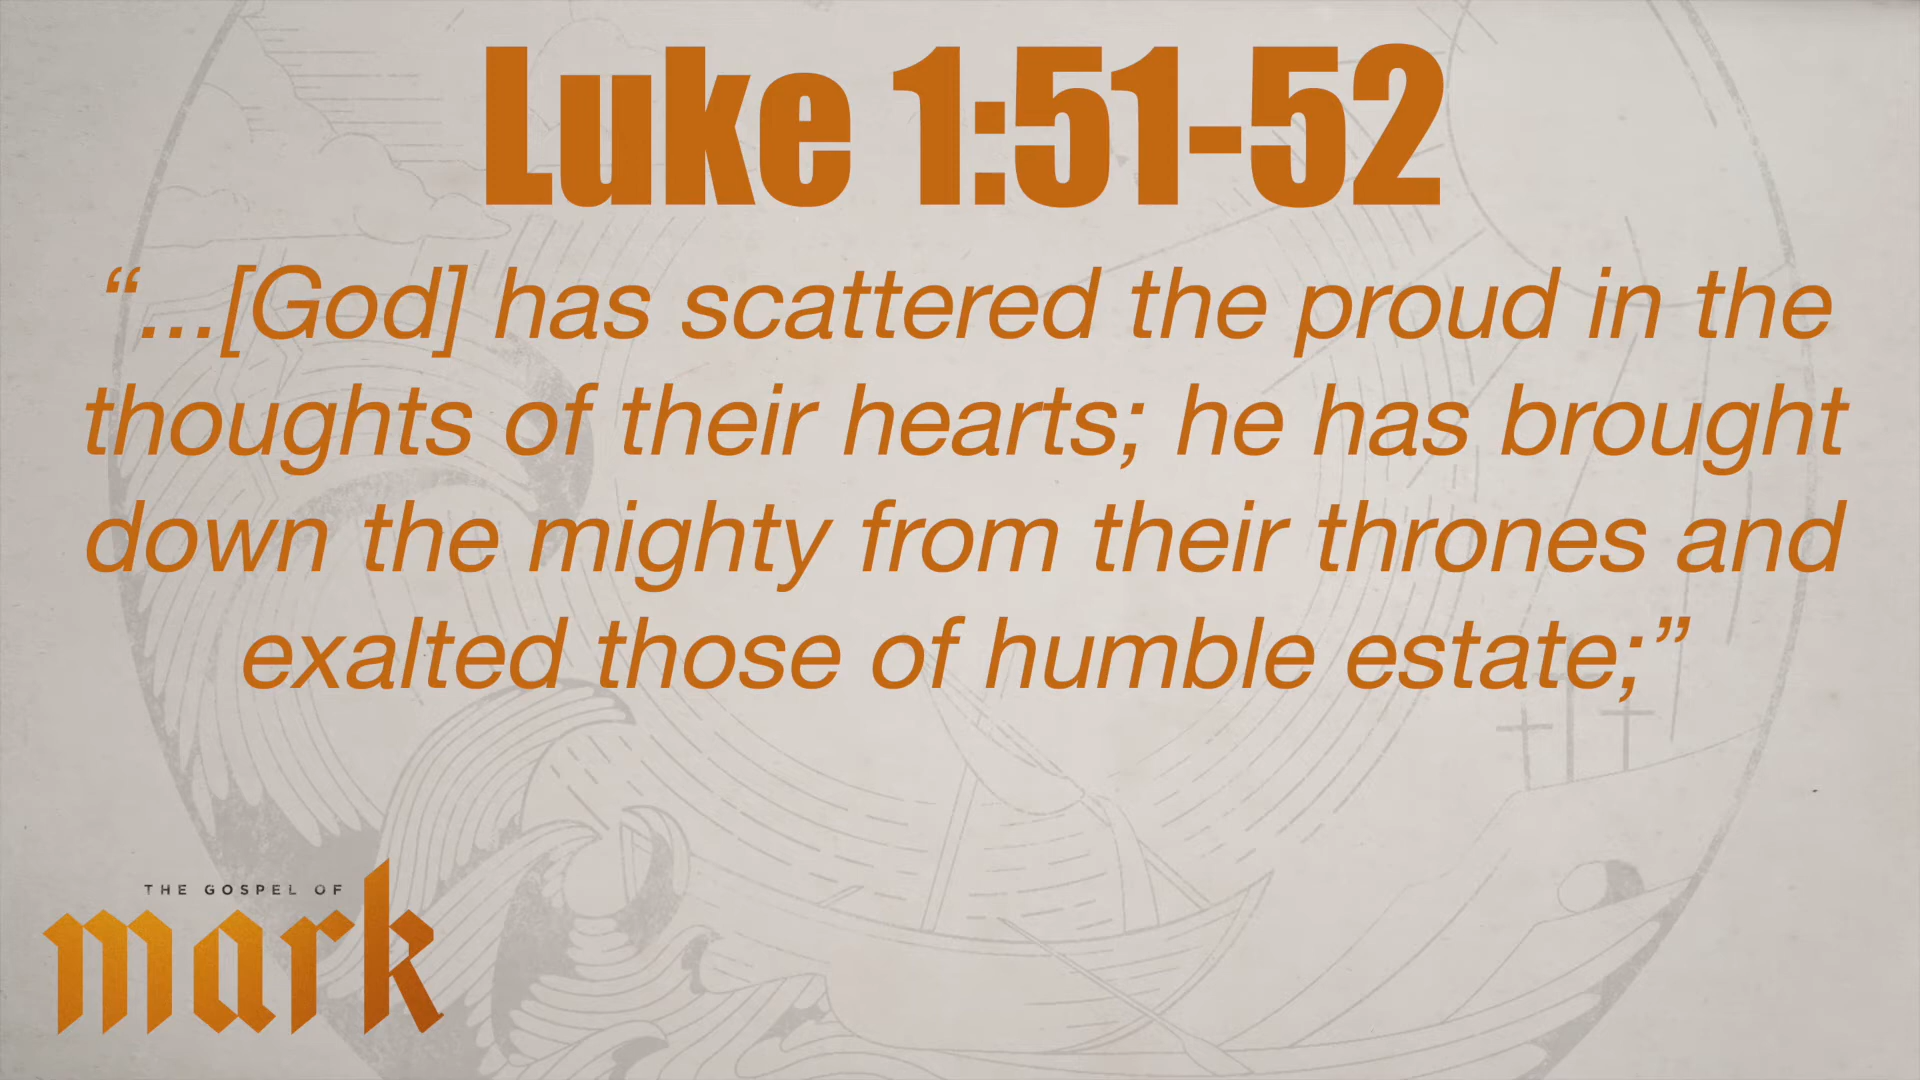 Luke 1:51-52
“...[God] has scattered the proud in the
thoughts of their hearts; he has brought
down the mighty from their thrones and
exalted those of humble estate;”
THE GOSPEL OF
mark